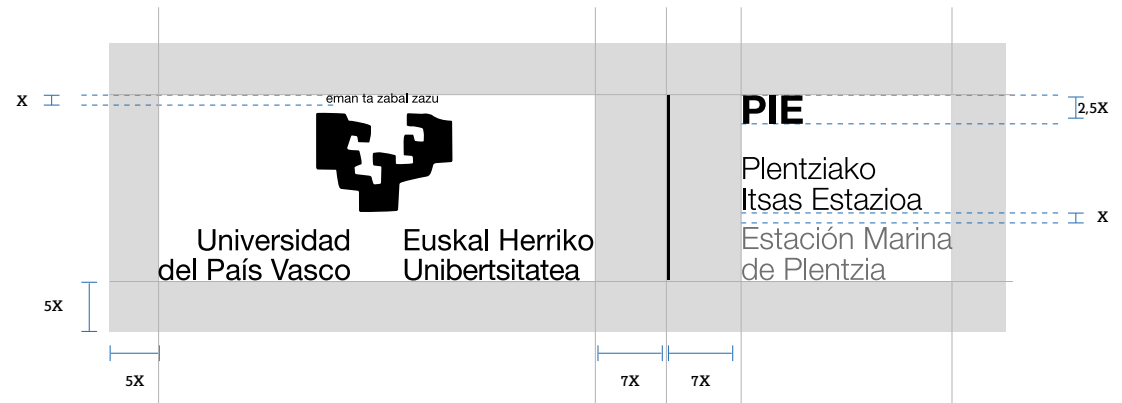 X
eman ta zabal zazu
Universidad
del País Vasco
Euskal Herriko
Unibertsitatea
PIE
2,5X
Plentziako
Itsas Estazioa
X
Estación Marina
de Plentzia
5X
5X
7X
7X